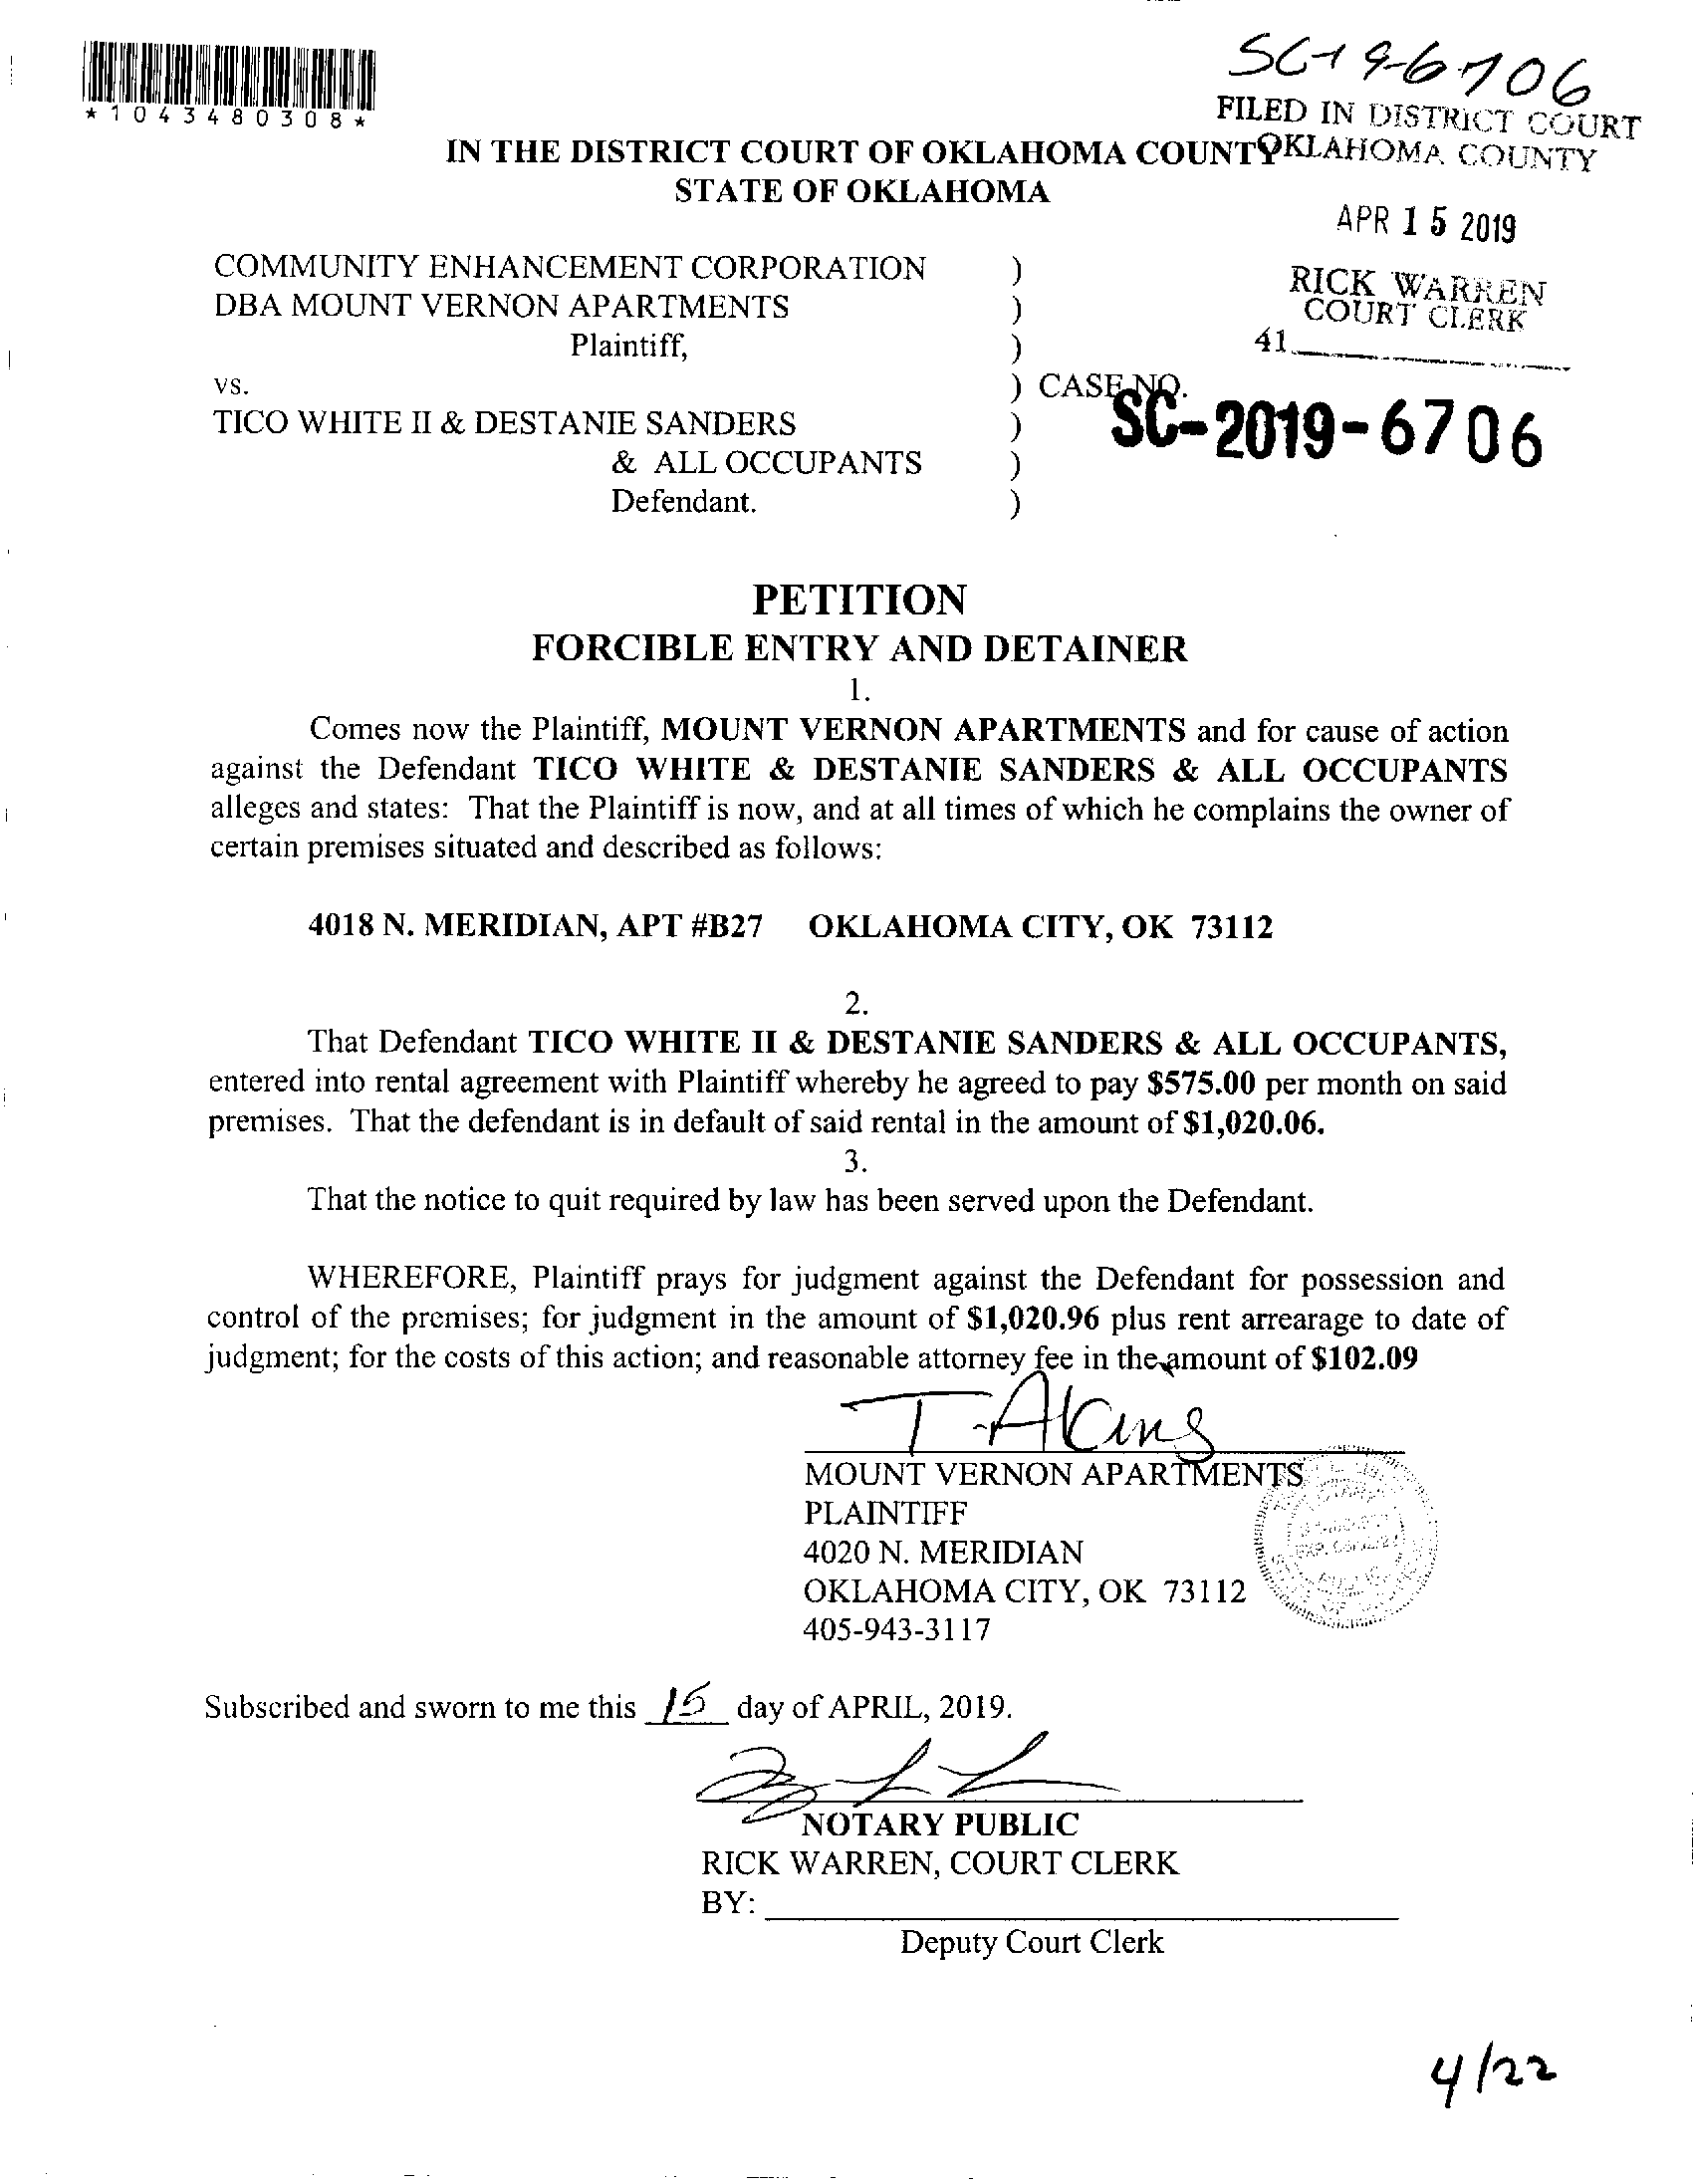 SC-19-6706
*1043480308*
FILED IN DISTRICT COURT
OKLAHOMA COUNTY
IN THE DISTRICT COURT OF OKLAHOMA COUNTY
STATE OF OKLAHOMA
APR 15 2019
COMMUNITY ENHANCEMENT CORPORATION )
DBA MOUNT VERNON APARTMENTS )
Plaintiff, )
RICK WARREN
COURT CLERK
41
vs. ) CASE NO.
SC-2019-6706
TICO WHITE II & DESTANIE SANDERS )
& ALL OCCUPANTS )
Defendant. )
PETITION
FORCIBLE ENTRY AND DETAINER
1.
Comes now the Plaintiff, MOUNT VERNON APARTMENTS and for cause of action
against the Defendant TICO WHITE & DESTANIE SANDERS & ALL OCCUPANTS
alleges and states: That the Plaintiff is now, and at all times of which he complains the owner of
certain premises situated and described as follows:
4018 N. MERIDIAN, APT #B27 OKLAHOMA CITY, OK 73112
2.
That Defendant TICO WHITE II & DESTANIE SANDERS & ALL OCCUPANTS,
entered into rental agreement with Plaintiff whereby he agreed to pay $575.00 per month on said
premises. That the defendant is in default of said rental in the amount of $1,020.06.
3.
That the notice to quit required by law has been served upon the Defendant.
WHEREFORE, Plaintiff prays for judgment against the Defendant for possession and
control of the premises; for judgment in the amount of $1,020.96 plus rent arrearage to date of
judgment; for the costs of this action; and reasonable attorney fee in the amount of $102.09
T. Akins
MOUNT VERNON APARTMENTS
PLAINTIFF
4020 N. MERIDIAN
OKLAHOMA CITY, OK 73112
405-943-3117
Subscribed and sworn to me this 15 day of APRIL, 2019.
NOTARY PUBLIC
RICK WARREN, COURT CLERK
BY:
Deputy Court Clerk
4/22